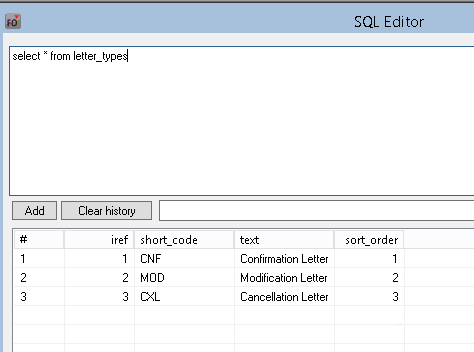 FO
SQL Editor
select * from letter_types
Add Clear history
# iref short_code text sort_order
1 1 CNF Confirmation Letter 1
2 2 MOD Modification Letter 2
3 3 CXL Cancellation Letter 3